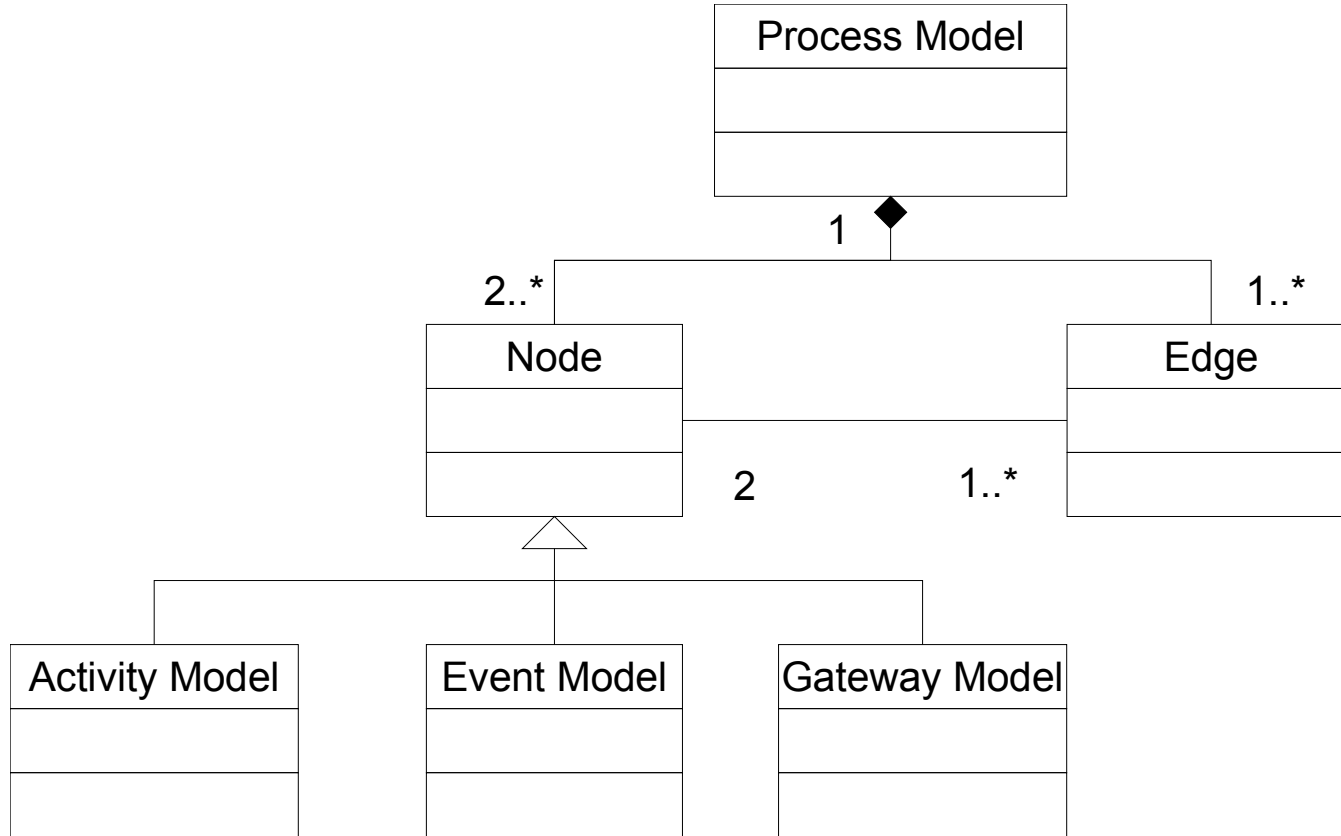 Process Model
1
2..*
1..*
Node
Edge
2
1..*
Activity Model
Event Model
Gateway Model